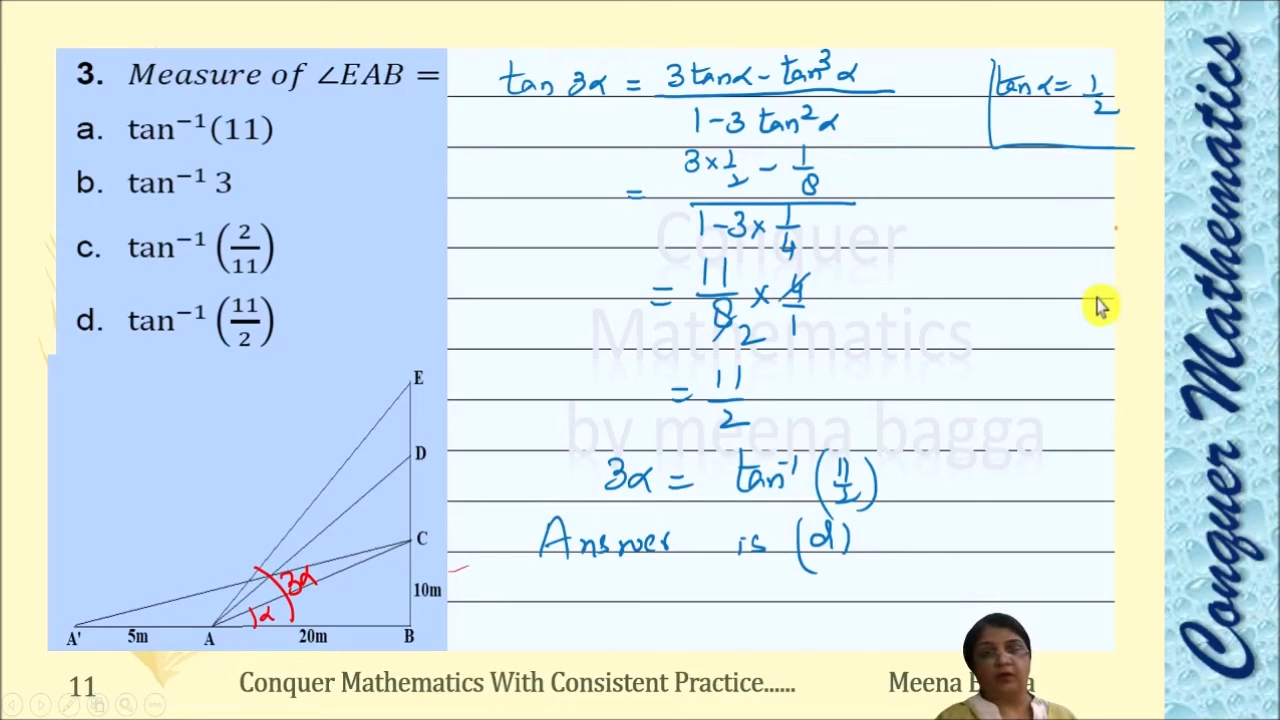 3. Measure of ∠EAB =
a. tan⁻¹(11)
b. tan⁻¹ 3
c. tan⁻¹ (2/11)
d. tan⁻¹ (11/2)
E
D
C
10m
3α
α
A' 5m A 20m B
tan 3α = (3tanα - tan³α)/(1-3 tan²α)
tan α = 1/2
= (3×1/2 - 1/8)/(1-3×1/4)
= 11/8 × 4/1
2
= 11/2
3α = tan⁻¹ (11/2)
Answer is (d)
Conquer
Mathematics
by meena bagga
Conquer Mathematics
11 Conquer Mathematics With Consistent Practice...... Meena B